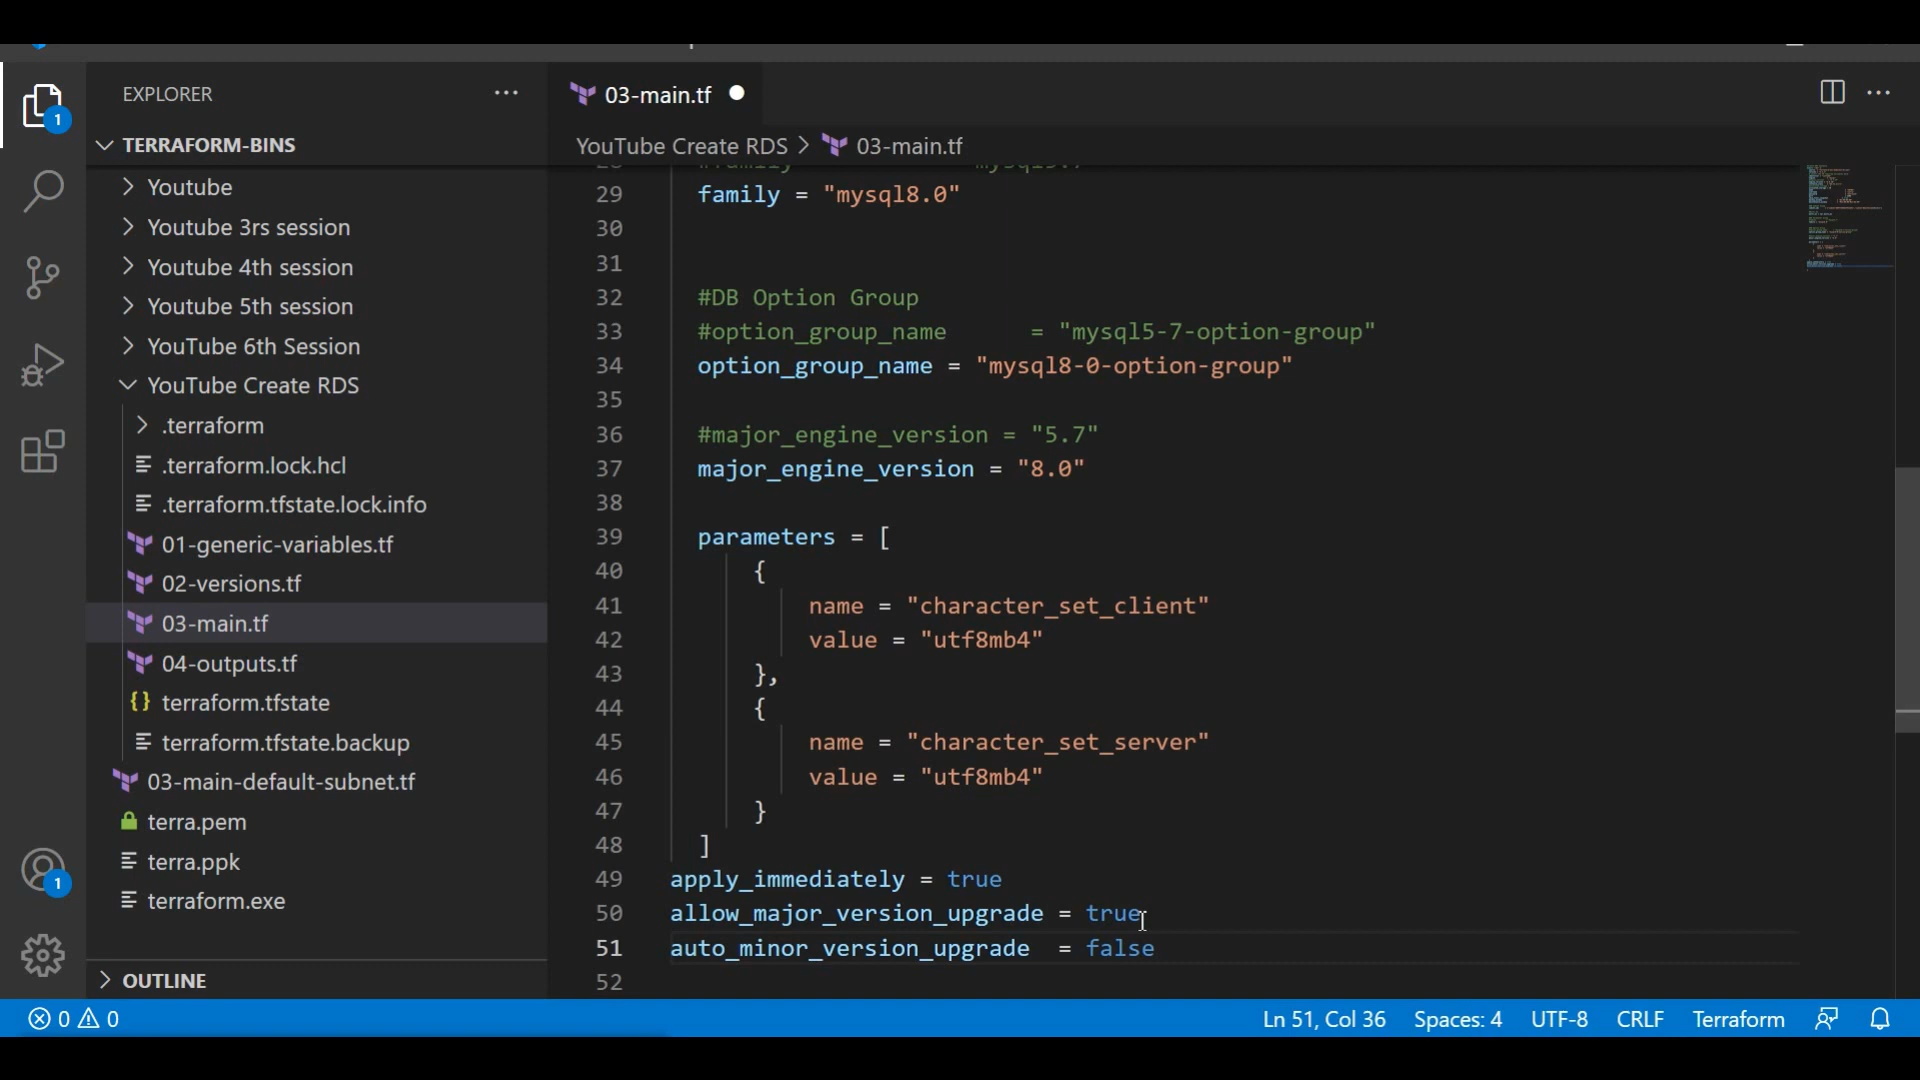 EXPLORER
TERRAFORM-BINS
Youtube
Youtube 3rs session
Youtube 4th session
Youtube 5th session
YouTube 6th Session
YouTube Create RDS
.terraform
.terraform.lock.hcl
.terraform.tfstate.lock.info
01-generic-variables.tf
02-versions.tf
03-main.tf
04-outputs.tf
terraform.tfstate
terraform.tfstate.backup
03-main-default-subnet.tf
terra.pem
terra.ppk
terraform.exe
OUTLINE
1
1
03-main.tf
YouTube Create RDS > 03-main.tf
29 family = "mysql8.0"
30
31
32 #DB Option Group
33 #option_group_name = "mysql5-7-option-group"
34 option_group_name = "mysql8-0-option-group"
35
36 #major_engine_version = "5.7"
37 major_engine_version = "8.0"
38
39 parameters = [
40 {
41 name = "character_set_client"
42 value = "utf8mb4"
43 },
44 {
45 name = "character_set_server"
46 value = "utf8mb4"
47 }
48 ]
49 apply_immediately = true
50 allow_major_version_upgrade = true
51 auto_minor_version_upgrade = false
52
0 0
Ln 51, Col 36 Spaces: 4 UTF-8 CRLF Terraform